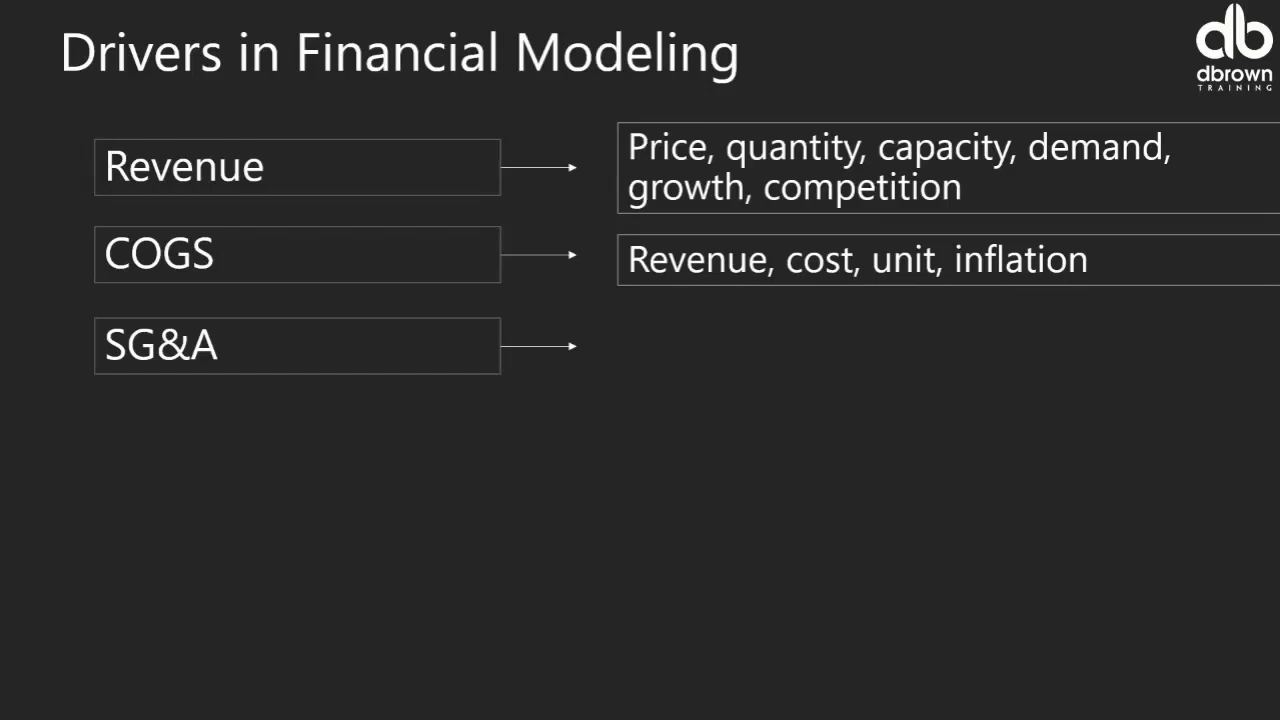 Drivers in Financial Modeling
db
dbrown
TRAINING
Revenue
Price, quantity, capacity, demand,
growth, competition
COGS
Revenue, cost, unit, inflation
SG&A